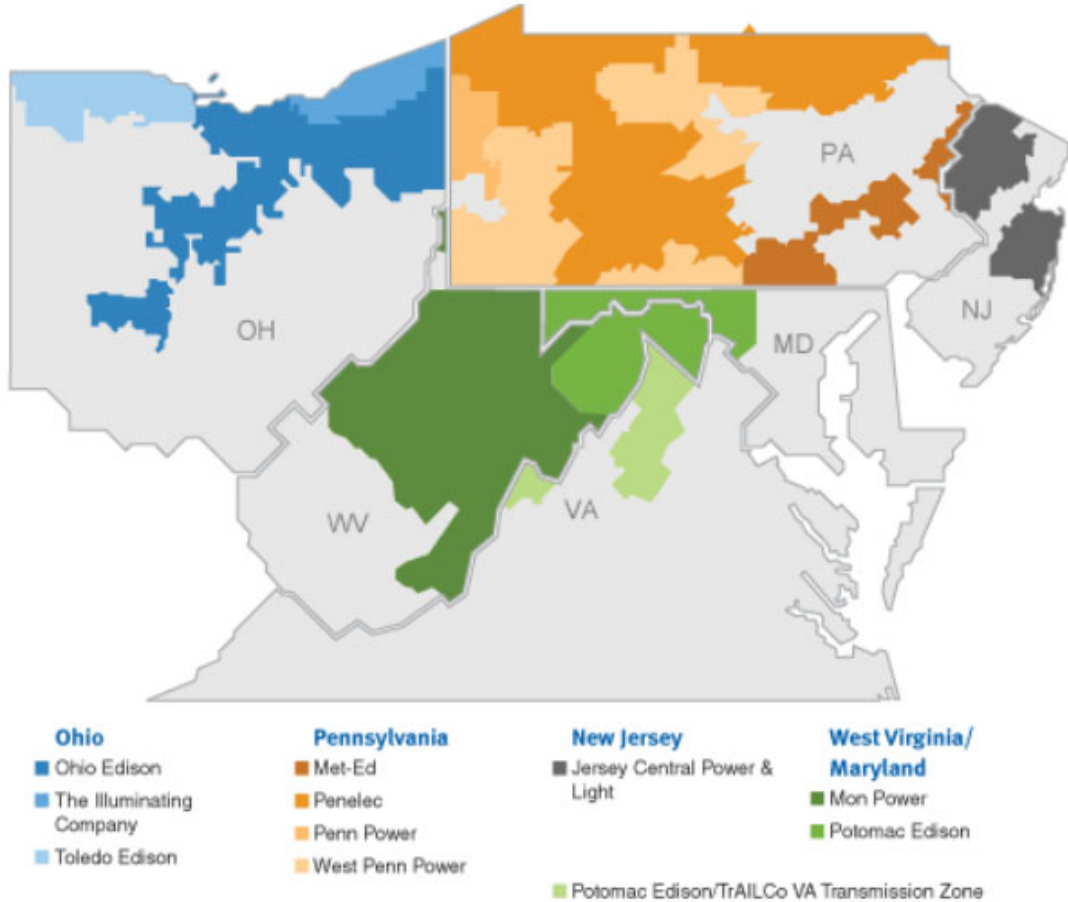 PA
OH
NJ
MD
WV
VA
Ohio
Ohio Edison
The Illuminating
Company
Toledo Edison
Pennsylvania
Met-Ed
Penelec
Penn Power
West Penn Power
New Jersey
Jersey Central Power &
Light
West Virginia/
Maryland
Mon Power
Potomac Edison
Potomac Edison/TrAILCo VA Transmission Zone